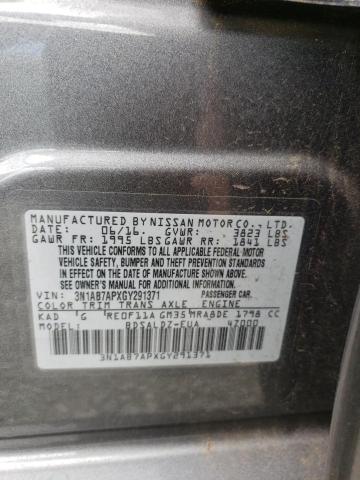 MANUFACTURED BY NISSAN MOTOR CO., LTD.
DATE: 06/16 GVWR: 3823 LBS
GAWR FR: 1995 LBS GAWR RR: 1841 LBS
THIS VEHICLE CONFORMS TO ALL APPLICABLE FEDERAL MOTOR
VEHICLE SAFETY, BUMPER AND THEFT PREVENTION STANDARDS
IN EFFECT ON THE DATE OF MANUFACTURE SHOWN ABOVE.
SEE OWNER'S MANUAL FOR ADDITIONAL INFORMATION.
VIN: 3N1AB7APXGY291371 PASSENGER CAR.
COLOR TRIM TRANS AXLE ENGINE
KAD G RE0F11A GM35 MRA8DE 1798 CC
BDSALDZ-EUA 4Z000
3N1AB7APXGY291371